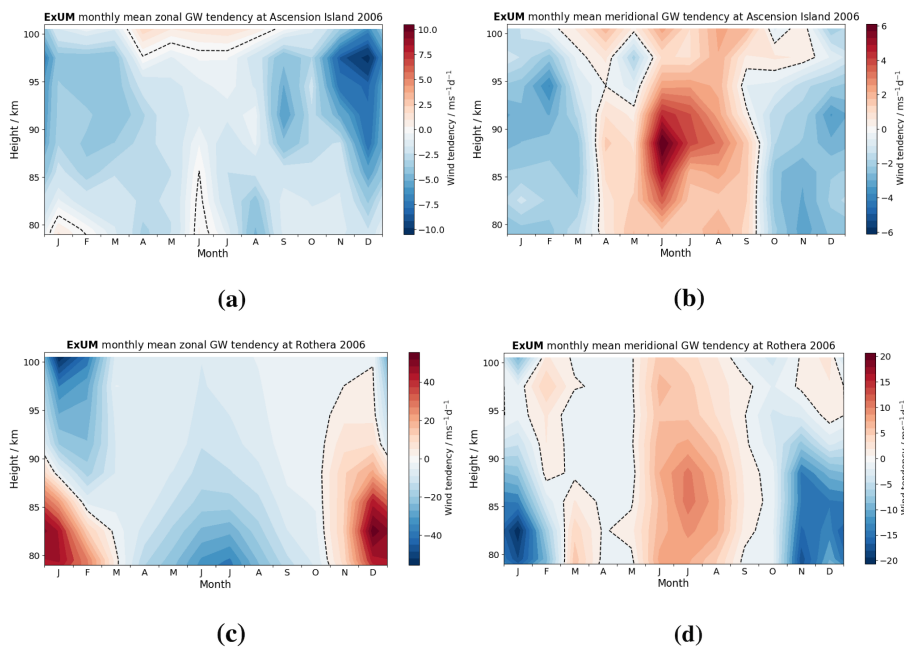 ExUM monthly mean zonal GW tendency at Ascension Island 2006
100
95
90
85
80
Height / km
J F M A M J J A S O N D
Month
10.0
7.5
5.0
2.5
0.0
−2.5
−5.0
−7.5
−10.0
Wind tendency / ms⁻¹d⁻¹
(a)
ExUM monthly mean meridional GW tendency at Ascension Island 2006
100
95
90
85
80
Height / km
J F M A M J J A S O N D
Month
6
4
2
0
−2
−4
−6
Wind tendency / ms⁻¹d⁻¹
(b)
ExUM monthly mean zonal GW tendency at Rothera 2006
100
95
90
85
80
Height / km
J F M A M J J A S O N D
Month
40
20
0
−20
−40
Wind tendency / ms⁻¹d⁻¹
(c)
ExUM monthly mean meridional GW tendency at Rothera 2006
100
95
90
85
80
Height / km
J F M A M J J A S O N D
Month
20
15
10
5
0
−5
−10
−15
−20
Wind tendency / ms⁻¹d⁻¹
(d)